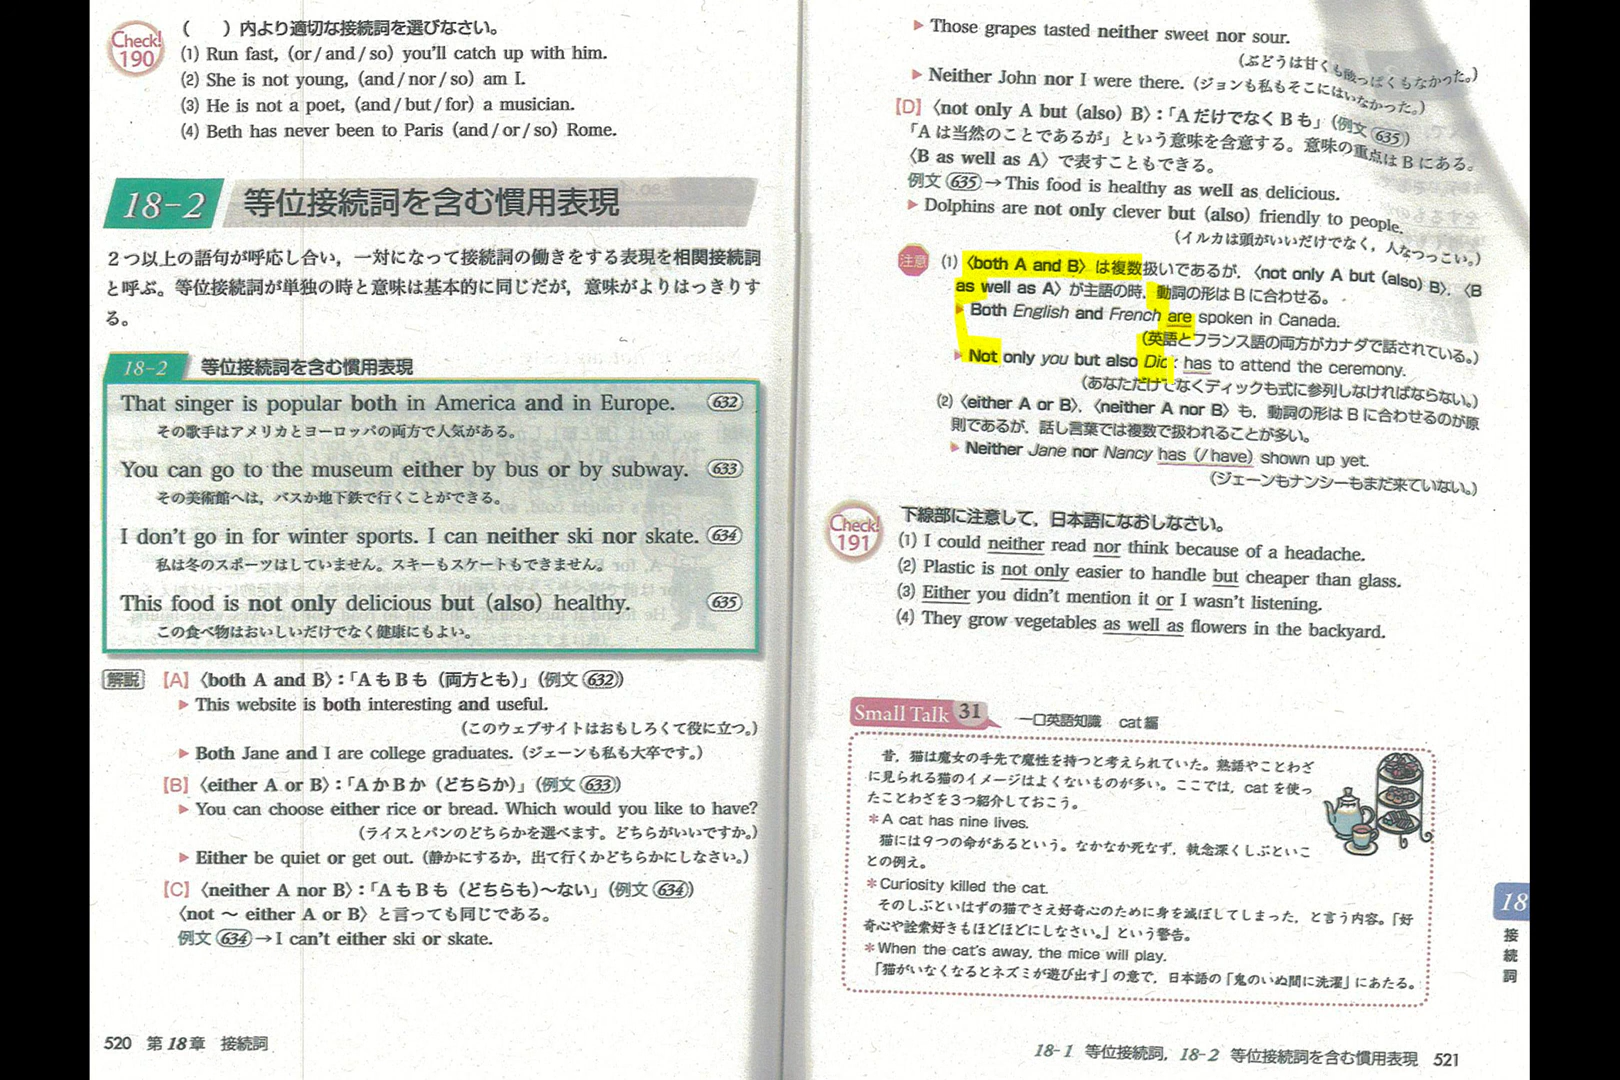 Check! 190
（　　）内より適切な接続詞を選びなさい。
(1) Run fast, (or / and / so) you'll catch up with him.
(2) She is not young, (and / nor / so) am I.
(3) He is not a poet, (and / but / for) a musician.
(4) Beth has never been to Paris (and / or / so) Rome.
18-2 等位接続詞を含む慣用表現
２つ以上の語句が呼応し合い，一対になって接続詞の働きをする表現を相関接続詞
と呼ぶ。等位接続詞が単独の時と意味は基本的に同じだが，意味がよりはっきりす
る。
18-2 等位接続詞を含む慣用表現
That singer is popular both in America and in Europe. 632
その歌手はアメリカとヨーロッパの両方で人気がある。
You can go to the museum either by bus or by subway. 633
その美術館へは，バスか地下鉄で行くことができる。
I don't go in for winter sports. I can neither ski nor skate. 634
私は冬のスポーツはしていません。スキーもスケートもできません。
This food is not only delicious but (also) healthy. 635
この食べ物はおいしいだけでなく健康にもよい。
解説 [A]〈both A and B〉：「AもBも（両方とも）」（例文 632）
▶ This website is both interesting and useful.
（このウェブサイトはおもしろくて役に立つ。）
▶ Both Jane and I are college graduates.（ジェーンも私も大卒です。）
[B]〈either A or B〉：「AかBか（どちらか）」（例文 633）
▶ You can choose either rice or bread. Which would you like to have?
（ライスとパンのどちらかを選べます。どちらがいいですか。）
▶ Either be quiet or get out.（静かにするか，出て行くかどちらかにしなさい。）
[C]〈neither A nor B〉：「AもBも（どちらも）～ない」（例文 634）
〈not ～ either A or B〉と言っても同じである。
例文 634 → I can't either ski or skate.
520 第18章 接続詞
▶ Those grapes tasted neither sweet nor sour.
（ぶどうは甘くも酸っぱくもなかった。）
▶ Neither John nor I were there.（ジョンも私もそこにはいなかった。）
[D]〈not only A but (also) B〉：「AだけでなくBも」（例文 635）
「Aは当然のことであるが」という意味を含意する。意味の重点はBにある。
〈B as well as A〉で表すこともできる。
例文 635 → This food is healthy as well as delicious.
▶ Dolphins are not only clever but (also) friendly to people.
（イルカは頭がいいだけでなく，人なつっこい。）
注意 (1)〈both A and B〉は複数扱いであるが，〈not only A but (also) B〉，〈B
as well as A〉が主語の時，動詞の形はBに合わせる。
▶ Both English and French are spoken in Canada.
（英語とフランス語の両方がカナダで話されている。）
▶ Not only you but also Dick has to attend the ceremony.
（あなただけでなくディックも式に参列しなければならない。）
(2)〈either A or B〉，〈neither A nor B〉も，動詞の形はBに合わせるのが原
則であるが，話し言葉では複数で扱われることが多い。
▶ Neither Jane nor Nancy has (/ have) shown up yet.
（ジェーンもナンシーもまだ来ていない。）
Check! 191
下線部に注意して，日本語になおしなさい。
(1) I could neither read nor think because of a headache.
(2) Plastic is not only easier to handle but cheaper than glass.
(3) Either you didn't mention it or I wasn't listening.
(4) They grow vegetables as well as flowers in the backyard.
Small Talk 31 一口英語知識 cat編
昔，猫は魔女の手先で魔性を持つと考えられていた。熟語やことわざ
に見られる猫のイメージはよくないものが多い。ここでは，catを使っ
たことわざを３つ紹介しておこう。
＊A cat has nine lives.
猫には９つの命があるという。なかなか死なず，執念深くしぶといこ
との例え。
＊Curiosity killed the cat.
そのしぶといはずの猫でさえ好奇心のために身を滅ぼしてしまった，と言う内容。「好
奇心や詮索好きもほどほどにしなさい。」という警告。
＊When the cat's away, the mice will play.
「猫がいなくなるとネズミが遊び出す」の意で，日本語の「鬼のいぬ間に洗濯」にあたる。
18
接続詞
18-1 等位接続詞，18-2 等位接続詞を含む慣用表現 521